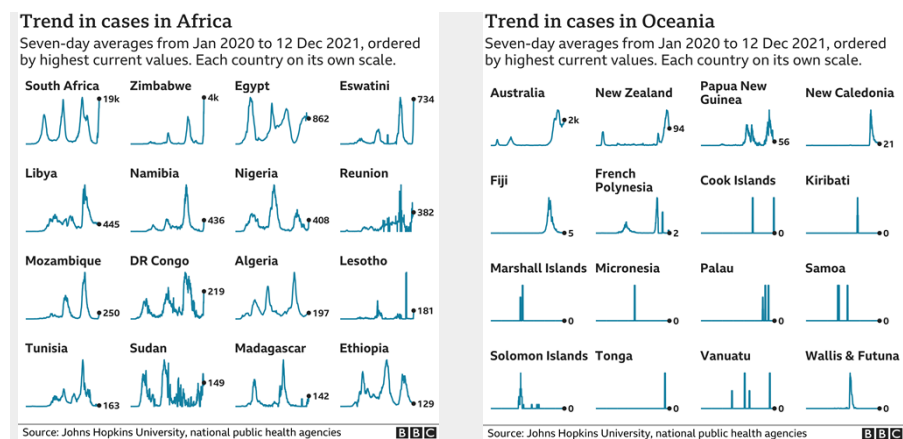 Trend in cases in Africa
Seven-day averages from Jan 2020 to 12 Dec 2021, ordered
by highest current values. Each country on its own scale.
South Africa
19k
Zimbabwe
4k
Egypt
862
Eswatini
734
Libya
445
Namibia
436
Nigeria
408
Reunion
382
Mozambique
250
DR Congo
219
Algeria
197
Lesotho
181
Tunisia
163
Sudan
149
Madagascar
142
Ethiopia
129
Source: Johns Hopkins University, national public health agencies
BBC
Trend in cases in Oceania
Seven-day averages from Jan 2020 to 12 Dec 2021, ordered
by highest current values. Each country on its own scale.
Australia
2k
New Zealand
94
Papua New
Guinea
56
New Caledonia
21
Fiji
5
French
Polynesia
2
Cook Islands
0
Kiribati
0
Marshall Islands
0
Micronesia
0
Palau
0
Samoa
0
Solomon Islands
0
Tonga
0
Vanuatu
0
Wallis & Futuna
0
Source: Johns Hopkins University, national public health agencies
BBC